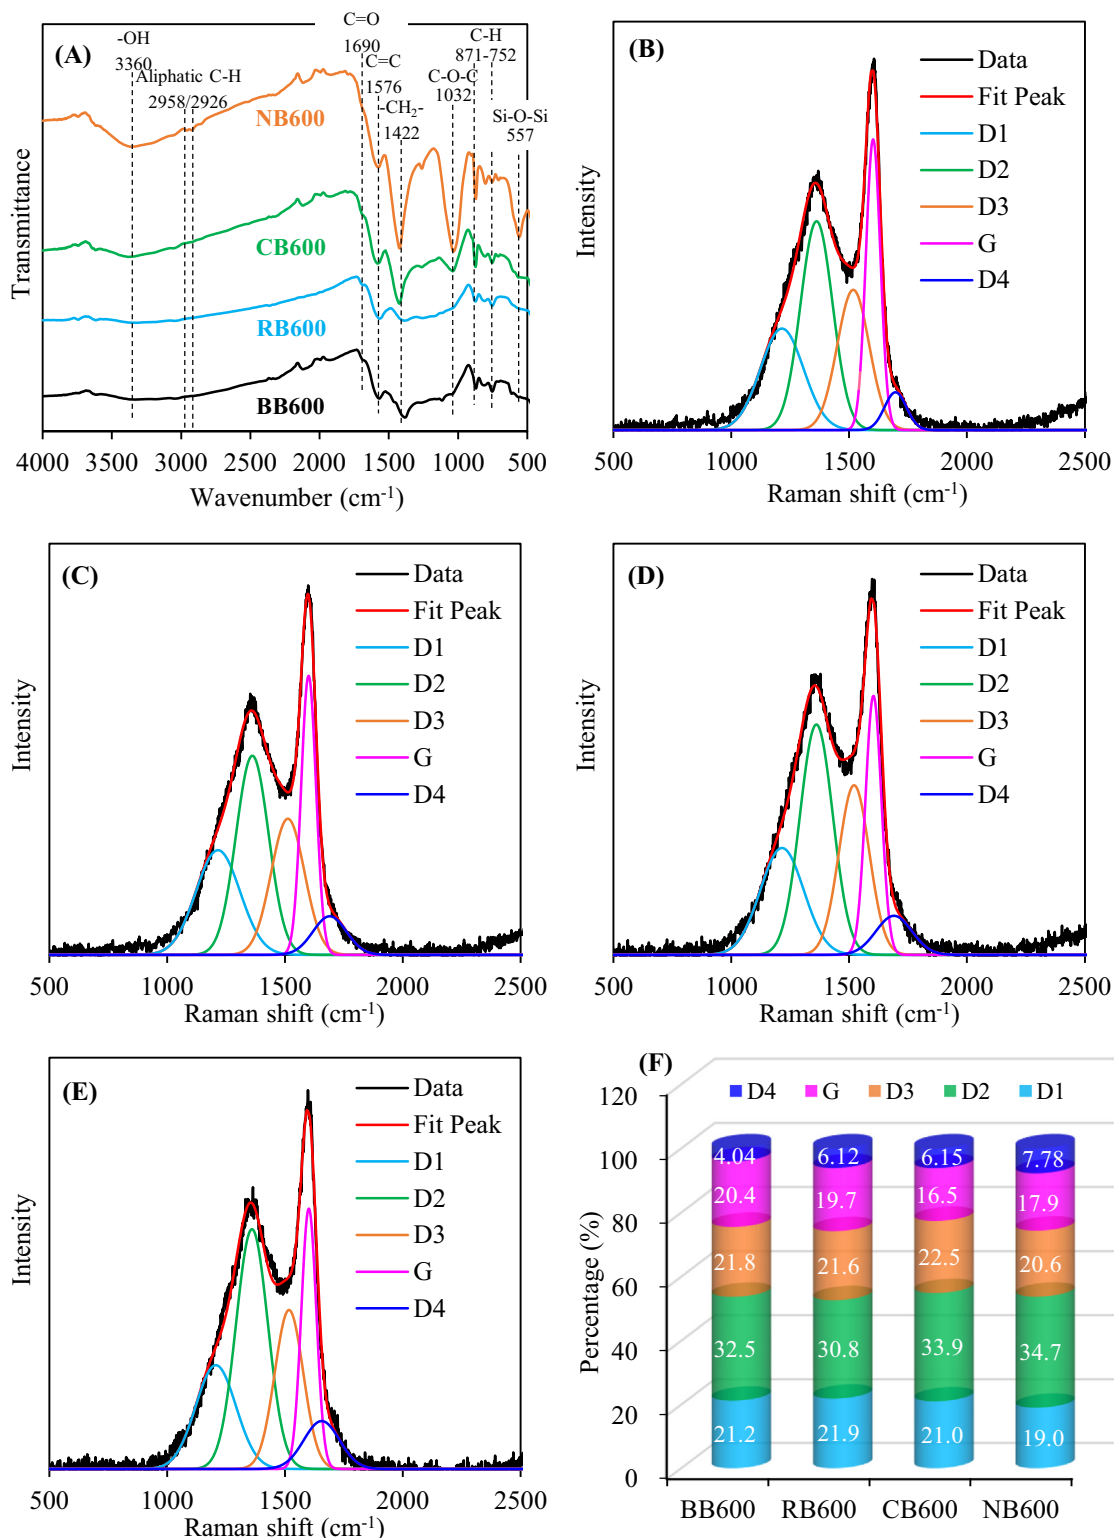 (A)
C=O
1690
-OH
3360
C=C
1576
C-H
871-752
Aliphatic C-H
2958/2926
C-O-C
1032
-CH₂-
1422
Si-O-Si
557
NB600
CB600
RB600
BB600
Transmittance
4000 3500 3000 2500 2000 1500 1000 500
Wavenumber (cm⁻¹)
(B)
Data
Fit Peak
D1
D2
D3
G
D4
Intensity
500 1000 1500 2000 2500
Raman shift (cm⁻¹)
(C)
Data
Fit Peak
D1
D2
D3
G
D4
Intensity
500 1000 1500 2000 2500
Raman shift (cm⁻¹)
(D)
Data
Fit Peak
D1
D2
D3
G
D4
Intensity
500 1000 1500 2000 2500
Raman shift (cm⁻¹)
(E)
Data
Fit Peak
D1
D2
D3
G
D4
Intensity
500 1000 1500 2000 2500
Raman shift (cm⁻¹)
(F)
D4 G D3 D2 D1
Percentage (%)
120
100
80
60
40
20
0
4.04 6.12 6.15 7.78
20.4 19.7 16.5 17.9
21.8 21.6 22.5 20.6
32.5 30.8 33.9 34.7
21.2 21.9 21.0 19.0
BB600 RB600 CB600 NB600